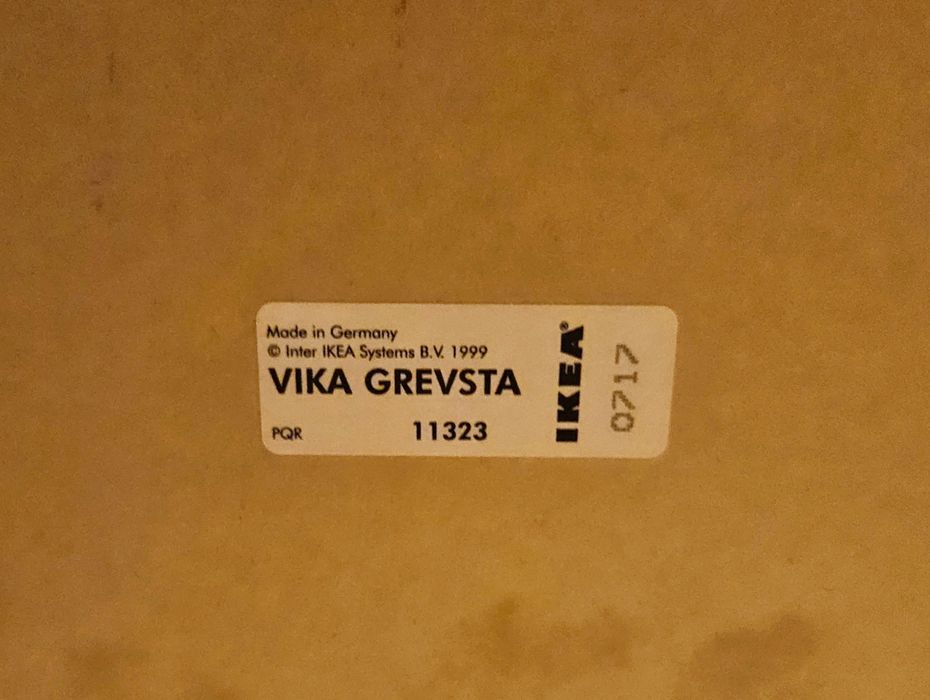 Made in Germany
© Inter IKEA Systems B.V. 1999
VIKA GREVSTA
PQR 11323
IKEA®
0717